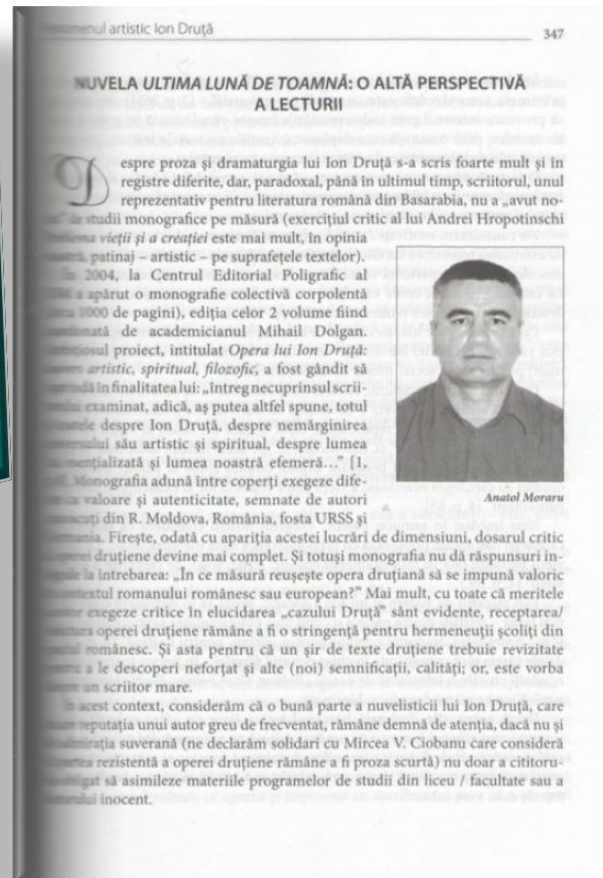 menul artistic Ion Druță
347
NUVELA ULTIMA LUNĂ DE TOAMNĂ: O ALTĂ PERSPECTIVĂ
A LECTURII
Despre proza și dramaturgia lui Ion Druță s-a scris foarte mult și în
registre diferite, dar, paradoxal, până în ultimul timp, scriitorul, unul
reprezentativ pentru literatura română din Basarabia, nu a „avut no-
de studii monografice pe măsură (exercițiul critic al lui Andrei Hropotinschi
vieții și a creației este mai mult, în opinia
patinaj – artistic – pe suprafețele textelor).
2004, la Centrul Editorial Poligrafic al
a apărut o monografie colectivă corpolentă
1000 de pagini), ediția celor 2 volume fiind
de academicianul Mihail Dolgan.
proiect, intitulat Opera lui Ion Druță:
artistic, spiritual, filozofic, a fost gândit să
în finalitatea lui: „întreg necuprinsul scrii-
examinat, adică, aș putea altfel spune, totul
despre Ion Druță, despre nemărginirea
său artistic și spiritual, despre lumea
și lumea noastră efemeră…” [1,
Monografia adună între coperți exegeze dife-
valoare și autenticitate, semnate de autori
din R. Moldova, România, fosta URSS și
Anatol Moraru
Firește, odată cu apariția acestei lucrări de dimensiuni, dosarul critic
druțiene devine mai complet. Și totuși monografia nu dă răspunsuri in-
la întrebarea: „În ce măsură reușește opera druțiană să se impună valoric
romanului românesc sau european?” Mai mult, cu toate că meritele
exegeze critice în elucidarea „cazului Druță” sânt evidente, receptarea/
operei druțiene rămâne a fi o stringență pentru hermeneuții școliți din
românesc. Și asta pentru că un șir de texte druțiene trebuie revizitate
a le descoperi neforțat și alte (noi) semnificații, calități; or, este vorba
un scriitor mare.
acest context, considerăm că o bună parte a nuvelisticii lui Ion Druță, care
reputația unui autor greu de frecventat, rămâne demnă de atenția, dacă nu și
suverană (ne declarăm solidari cu Mircea V. Ciobanu care consideră
rezistentă a operei druțiene rămâne a fi proza scurtă) nu doar a cititoru-
să asimileze materiile programelor de studii din liceu / facultate sau a
inocent.